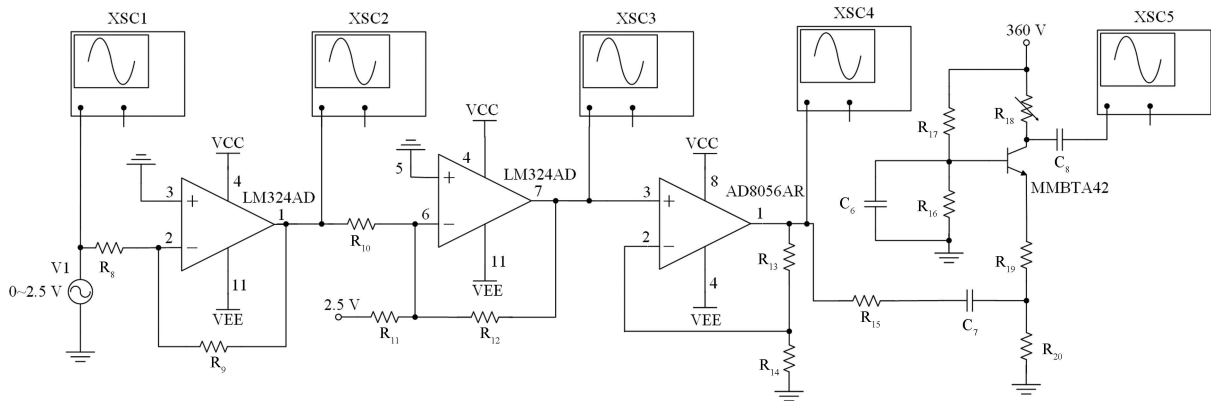 XSC1
XSC2
XSC3
XSC4
XSC5
360 V
VCC
VCC
VCC
R₁₇
R₁₈
C₈
MMBTA42
3
4
LM324AD
1
2
11
VEE
R₈
V1
0~2.5 V
R₉
5
4
LM324AD
7
6
11
VEE
R₁₀
2.5 V
R₁₁
R₁₂
3
8
AD8056AR
1
2
4
VEE
R₁₃
R₁₄
R₁₅
C₇
C₆
R₁₆
R₁₉
R₂₀